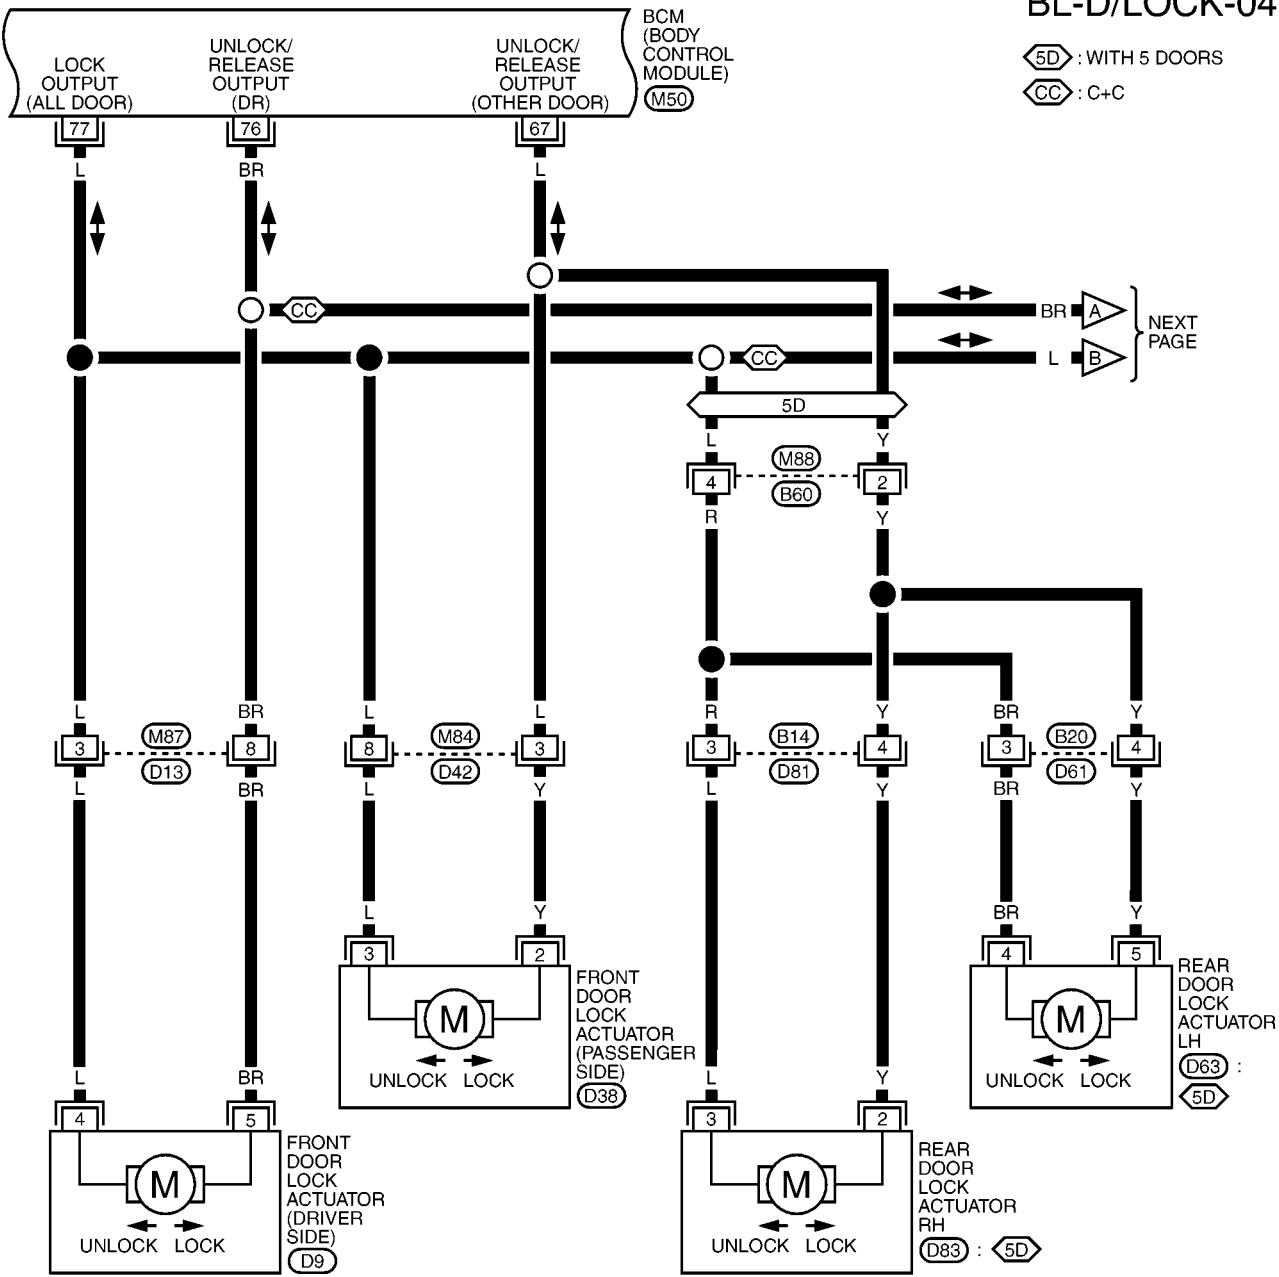 BL-D/LOCK-04
5D : WITH 5 DOORS
CC : C+C
BCM
(BODY
CONTROL
MODULE)
M50
LOCK
OUTPUT
(ALL DOOR)
UNLOCK/
RELEASE
OUTPUT
(DR)
UNLOCK/
RELEASE
OUTPUT
(OTHER DOOR)
77 76 67
L BR L
CC
BR A
CC
L B
NEXT
PAGE
5D
L Y
4 M88 2
B60
R Y
L BR L L R Y BR Y
3 M87 8 8 M84 3 3 B14 4 3 B20 4
D13 D42 D81 D61
L BR L Y L Y BR Y
L Y BR Y
3 2 4 5
M
UNLOCK LOCK
FRONT
DOOR
LOCK
ACTUATOR
(PASSENGER
SIDE)
D38
M
UNLOCK LOCK
REAR
DOOR
LOCK
ACTUATOR
LH
D63 :
5D
L BR L Y
4 5 3 2
M
UNLOCK LOCK
FRONT
DOOR
LOCK
ACTUATOR
(DRIVER
SIDE)
D9
M
UNLOCK LOCK
REAR
DOOR
LOCK
ACTUATOR
RH
D83 : 5D